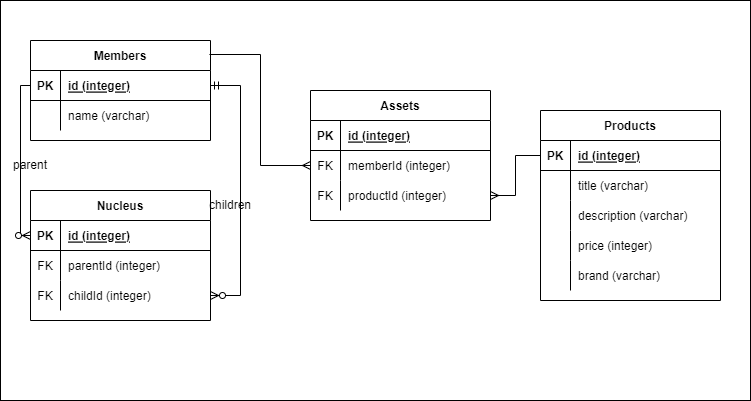 Members
PK id (integer)
name (varchar)
parent
children
Nucleus
PK id (integer)
FK parentId (integer)
FK childId (integer)
Assets
PK id (integer)
FK memberId (integer)
FK productId (integer)
Products
PK id (integer)
title (varchar)
description (varchar)
price (integer)
brand (varchar)